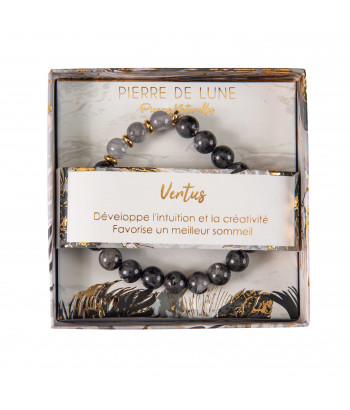 PIERRE DE LUNE
Vertus
Développe l'intuition et la créativité
Favorise un meilleur sommeil